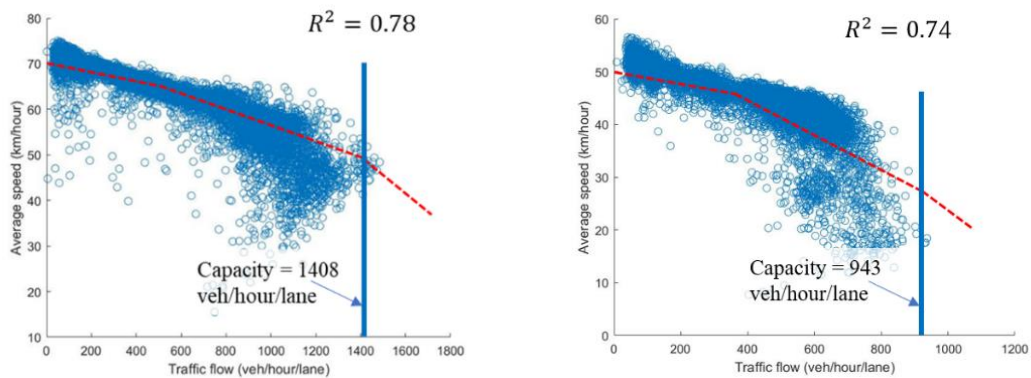 R² = 0.78
80
70
60
50
40
30
20
10
Average speed (km/hour)
Capacity = 1408
veh/hour/lane
0 200 400 600 800 1000 1200 1400 1600 1800
Traffic flow (veh/hour/lane)
R² = 0.74
60
50
40
30
20
10
0
Average speed (km/hour)
Capacity = 943
veh/hour/lane
0 200 400 600 800 1000 1200
Traffic flow (veh/hour/lane)